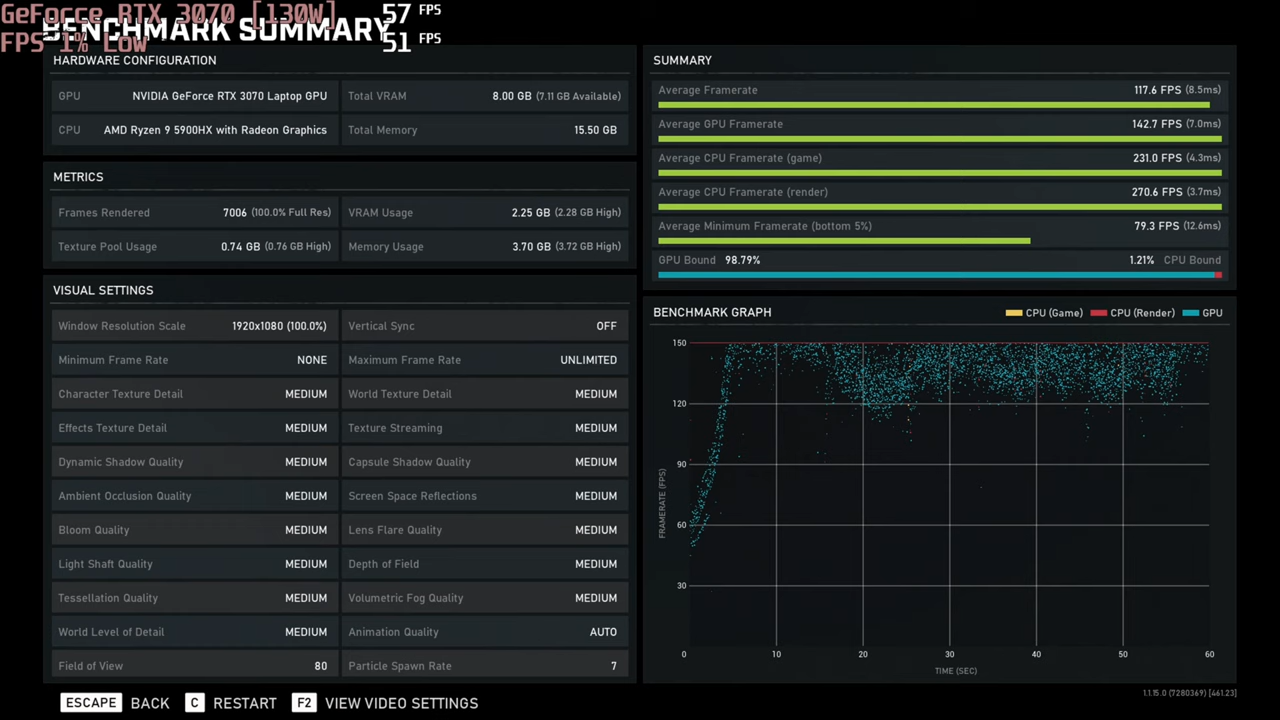 GeForce RTX 3070 [130W] 57 FPS
BENCHMARK SUMMARY
FPS 1% Low 51 FPS
HARDWARE CONFIGURATION
GPU NVIDIA GeForce RTX 3070 Laptop GPU Total VRAM 8.00 GB (7.11 GB Available)
CPU AMD Ryzen 9 5900HX with Radeon Graphics Total Memory 15.50 GB
METRICS
Frames Rendered 7006 (100.0% Full Res) VRAM Usage 2.25 GB (2.28 GB High)
Texture Pool Usage 0.74 GB (0.76 GB High) Memory Usage 3.70 GB (3.72 GB High)
VISUAL SETTINGS
Window Resolution Scale 1920x1080 (100.0%) Vertical Sync OFF
Minimum Frame Rate NONE Maximum Frame Rate UNLIMITED
Character Texture Detail MEDIUM World Texture Detail MEDIUM
Effects Texture Detail MEDIUM Texture Streaming MEDIUM
Dynamic Shadow Quality MEDIUM Capsule Shadow Quality MEDIUM
Ambient Occlusion Quality MEDIUM Screen Space Reflections MEDIUM
Bloom Quality MEDIUM Lens Flare Quality MEDIUM
Light Shaft Quality MEDIUM Depth of Field MEDIUM
Tessellation Quality MEDIUM Volumetric Fog Quality MEDIUM
World Level of Detail MEDIUM Animation Quality AUTO
Field of View 80 Particle Spawn Rate 7
SUMMARY
Average Framerate 117.6 FPS (8.5ms)
Average GPU Framerate 142.7 FPS (7.0ms)
Average CPU Framerate (game) 231.0 FPS (4.3ms)
Average CPU Framerate (render) 270.6 FPS (3.7ms)
Average Minimum Framerate (bottom 5%) 79.3 FPS (12.6ms)
GPU Bound 98.79% 1.21% CPU Bound
BENCHMARK GRAPH CPU (Game) CPU (Render) GPU
150
120
90
60
30
FRAMERATE (FPS)
0 10 20 30 40 50 60
TIME (SEC)
ESCAPE BACK C RESTART F2 VIEW VIDEO SETTINGS
1.1.15.0 (7280369) [461.23]